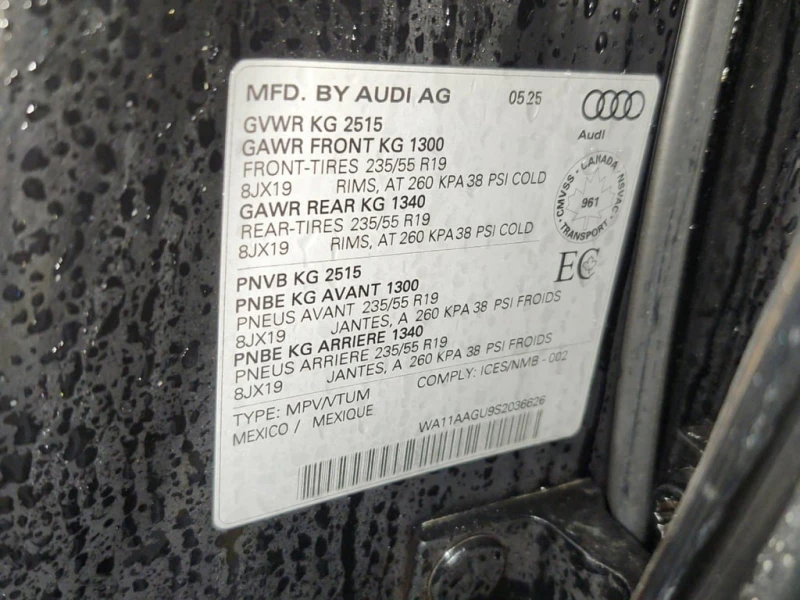 MFD. BY AUDI AG 05 25
Audi
GVWR KG 2515
GAWR FRONT KG 1300
FRONT-TIRES 235/55 R19
8JX19 RIMS, AT 260 KPA 38 PSI COLD
GAWR REAR KG 1340
REAR-TIRES 235/55 R19
8JX19 RIMS, AT 260 KPA 38 PSI COLD
CMVSS · CANADA NSVAC · TRANSPORT ·
961
EC
PNVB KG 2515
PNBE KG AVANT 1300
PNEUS AVANT 235/55 R19
8JX19 JANTES, A 260 KPA 38 PSI FROIDS
PNBE KG ARRIERE 1340
PNEUS ARRIERE 235/55 R19
8JX19 JANTES, A 260 KPA 38 PSI FROIDS
TYPE: MPV/VTUM COMPLY: ICES/NMB - 002
MEXICO / MEXIQUE WA11AAGU9S2036626